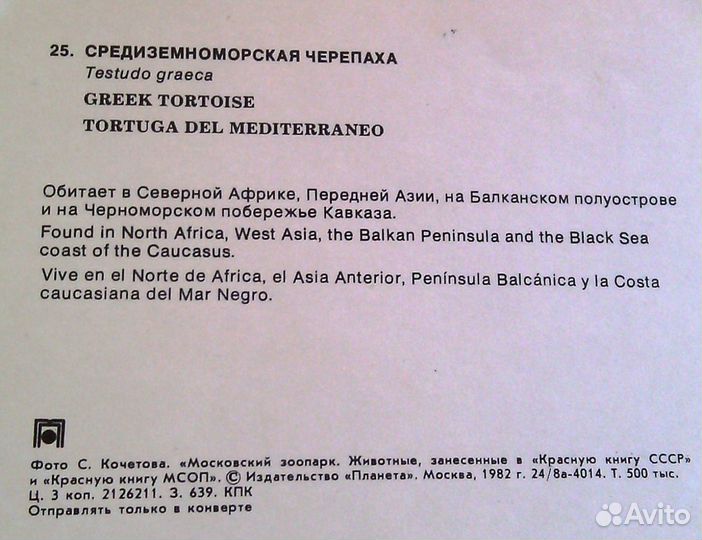 25. СРЕДИЗЕМНОМОРСКАЯ ЧЕРЕПАХА
Testudo graeca
GREEK TORTOISE
TORTUGA DEL MEDITERRANEO
Обитает в Северной Африке, Передней Азии, на Балканском полуострове
и на Черноморском побережье Кавказа.
Found in North Africa, West Asia, the Balkan Peninsula and the Black Sea
coast of the Caucasus.
Vive en el Norte de Africa, el Asia Anterior, Península Balcánica y la Costa
caucasiana del Mar Negro.
Фото С. Кочетова. «Московский зоопарк. Животные, занесенные в «Красную книгу СССР»
и «Красную книгу МСОП». © Издательство «Планета». Москва, 1982 г. 24/8а-4014. Т. 500 тыс.
Ц. 3 коп. 2126211. З. 639. КПК
Отправлять только в конверте
Avito